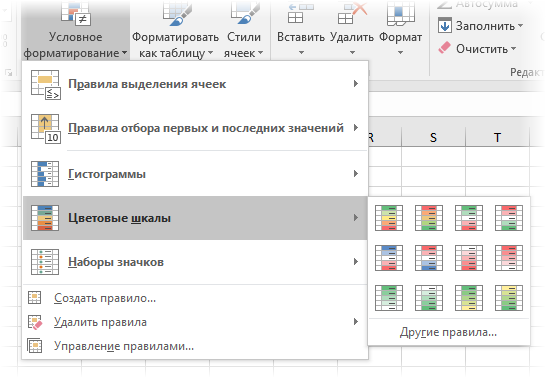 Условное форматирование
Форматировать как таблицу
Стили ячеек
Вставить
Удалить
Формат
Автосумма
Заполнить
Очистить
Редакт
Правила выделения ячеек
Правила отбора первых и последних значений
10
R S T
Гистограммы
Цветовые шкалы
Наборы значков
Создать правило...
Удалить правила
Управление правилами...
Другие правила...